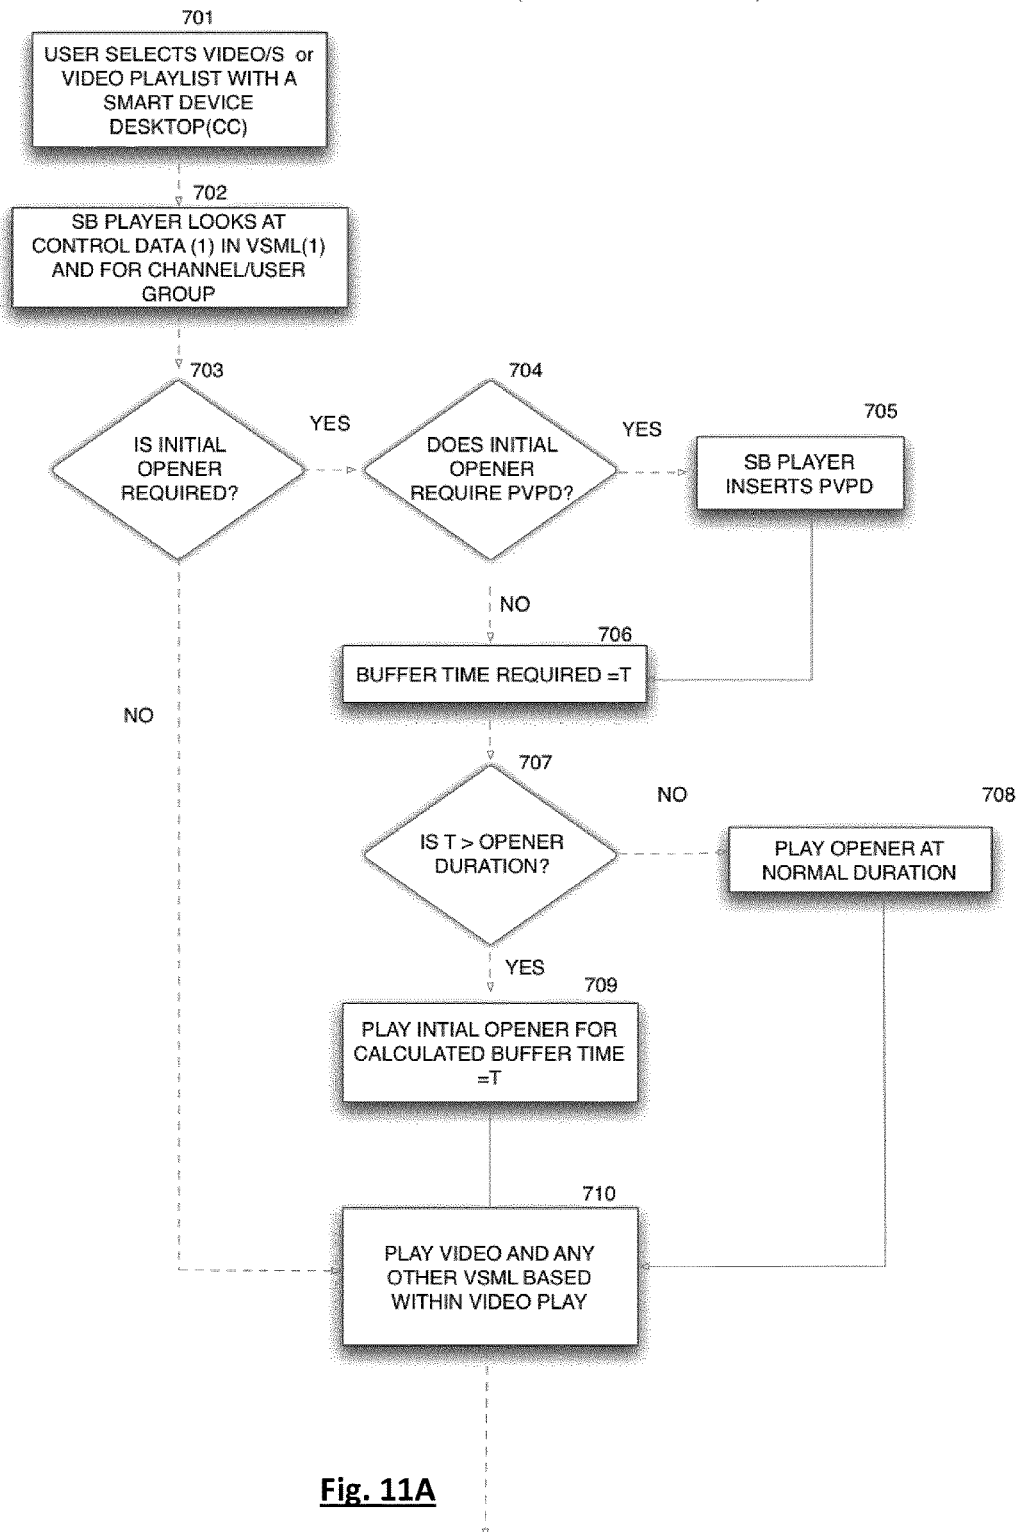 701
USER SELECTS VIDEO/S or
VIDEO PLAYLIST WITH A
SMART DEVICE
DESKTOP(CC)
702
SB PLAYER LOOKS AT
CONTROL DATA (1) IN VSML(1)
AND FOR CHANNEL/USER
GROUP
703
IS INITIAL
OPENER
REQUIRED?
YES
704
DOES INITIAL
OPENER
REQUIRE PVPD?
YES
705
SB PLAYER
INSERTS PVPD
NO
706
BUFFER TIME REQUIRED =T
NO
707
IS T > OPENER
DURATION?
NO
708
PLAY OPENER AT
NORMAL DURATION
YES
709
PLAY INTIAL OPENER FOR
CALCULATED BUFFER TIME
=T
710
PLAY VIDEO AND ANY
OTHER VSML BASED
WITHIN VIDEO PLAY
Fig. 11A